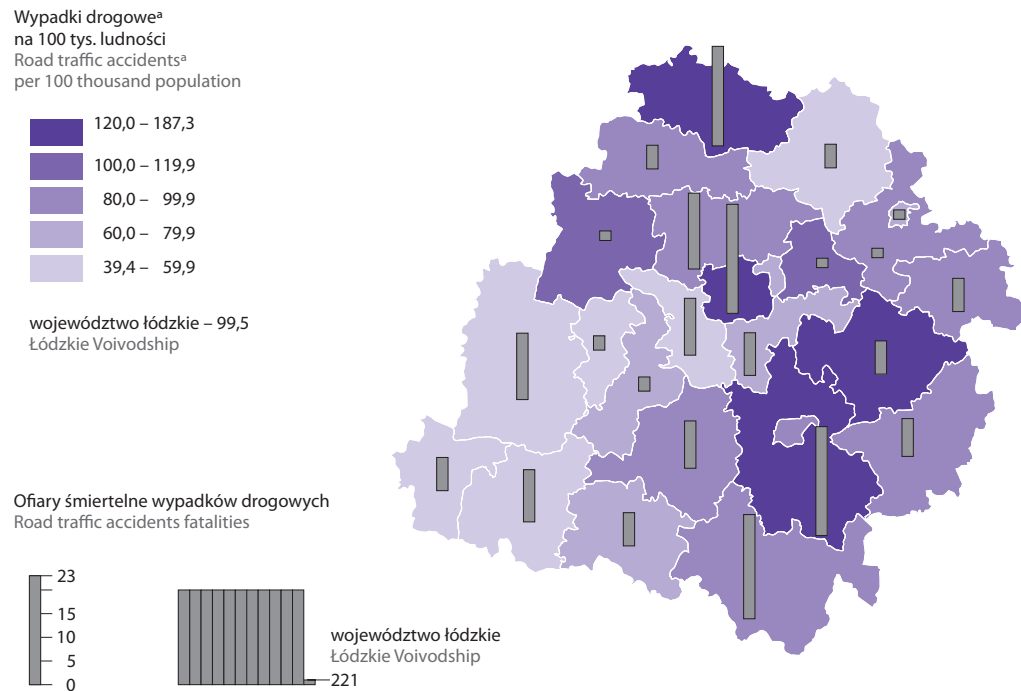 Wypadki drogoweᵃ
na 100 tys. ludności
Road traffic accidentsᵃ
per 100 thousand population
120,0 – 187,3
100,0 – 119,9
80,0 – 99,9
60,0 – 79,9
39,4 – 59,9
województwo łódzkie – 99,5
Łódzkie Voivodship
Ofiary śmiertelne wypadków drogowych
Road traffic accidents fatalities
23
15
10
5
0
województwo łódzkie
Łódzkie Voivodship
221